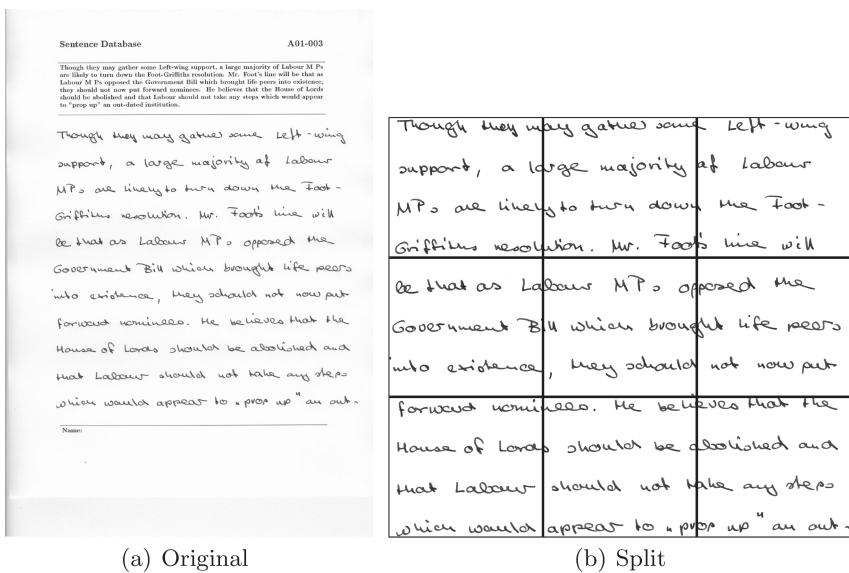 Sentence Database A01-003
Though they may gather some Left-wing support, a large majority of Labour M Ps
are likely to turn down the Foot-Griffiths resolution. Mr. Foot's line will be that as
Labour M Ps opposed the Government Bill which brought life peers into existence,
they should not now put forward nominees. He believes that the House of Lords
should be abolished and that Labour should not take any steps which would appear
to "prop up" an out-dated institution.
Though they may gather some Left-wing
support, a large majority of Labour
MPs are likely to turn down the Foot-
Griffiths resolution. Mr. Foot's line will
be that as Labour MPs opposed the
Government Bill which brought life peers
into existence, they schould not now put
forward nominees. He believes that the
House of Lords should be abolished and
that Labour should not take any steps
which would appear to „prop up" an out-
Name:
(a) Original
Though they may gather some Left-wing
support, a large majority of Labour
MPs are likely to turn down the Foot-
Griffiths resolution. Mr. Foot's line will
be that as Labour MPs opposed the
Government Bill which brought life peers
into existence, they schould not now put
forward nominees. He believes that the
House of Lords should be abolished and
that Labour should not take any steps
which would appear to „prop up" an out-
(b) Split